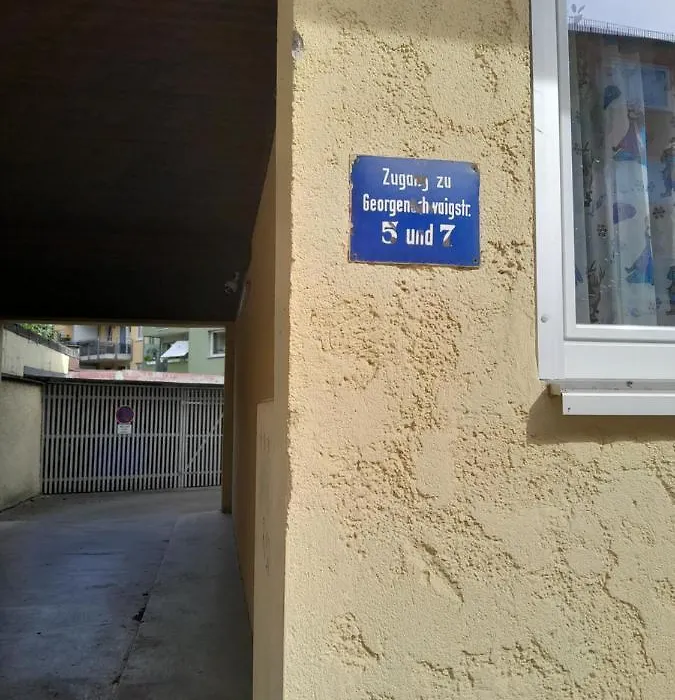 Zugang zu
Georgenschwaigstr.
5 und 7